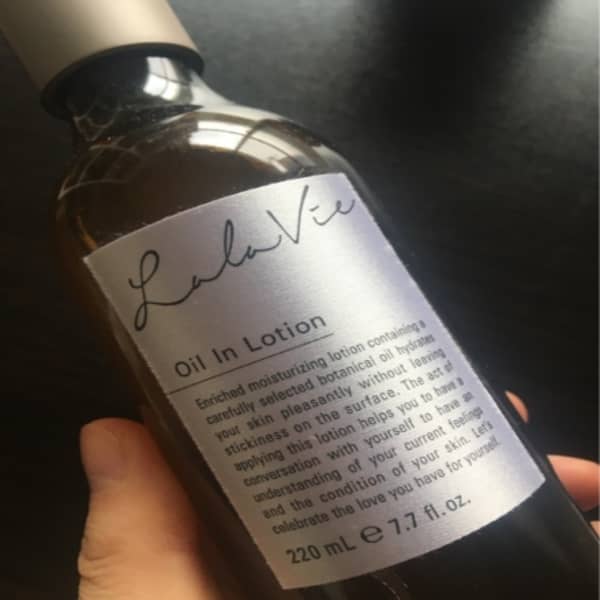 LalaVie
Oil In Lotion
Enriched moisturizing lotion containing a
carefully selected botanical oil hydrates
your skin pleasantly without leaving
stickiness on the surface. The act of
applying this lotion helps you to have a
conversation with yourself to have an
understanding of your current feelings
and the condition of your skin. Let's
celebrate the love you have for yourself.
220 mL ℮ 7.7 fl.oz.